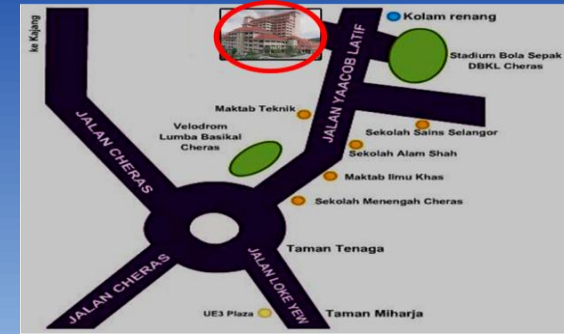 ke Kajang
Kolam renang
JALAN YAACOB LATIF
Stadium Bola Sepak
DBKL Cheras
Maktab Teknik
Velodrom
Lumba Basikal
Cheras
Sekolah Sains Selangor
Sekolah Alam Shah
Maktab Ilmu Khas
Sekolah Menengah Cheras
JALAN CHERAS
Taman Tenaga
JALAN CHERAS
JALAN LOKE YEW
UE3 Plaza
Taman Miharja